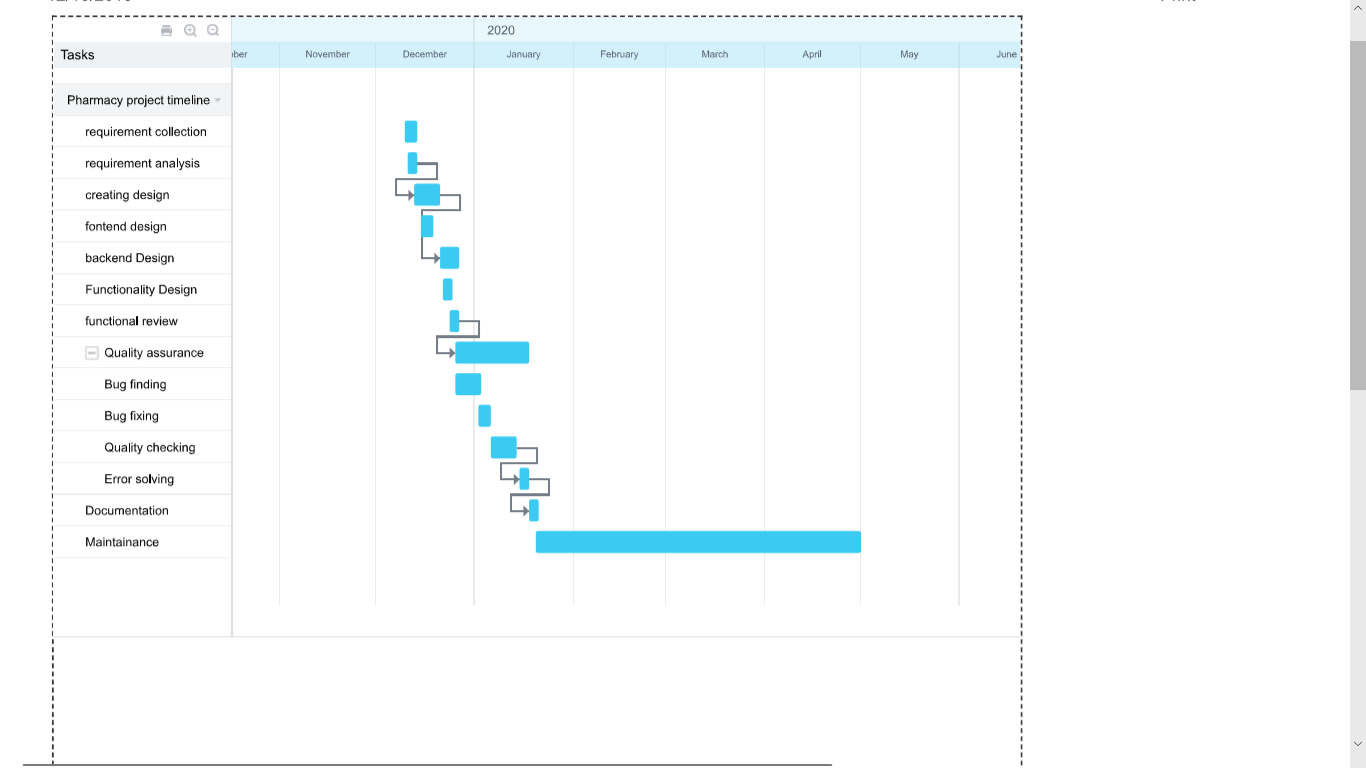 2020
Tasks
November December January February March April May June
Pharmacy project timeline
requirement collection
requirement analysis
creating design
fontend design
backend Design
Functionality Design
functional review
Quality assurance
Bug finding
Bug fixing
Quality checking
Error solving
Documentation
Maintainance